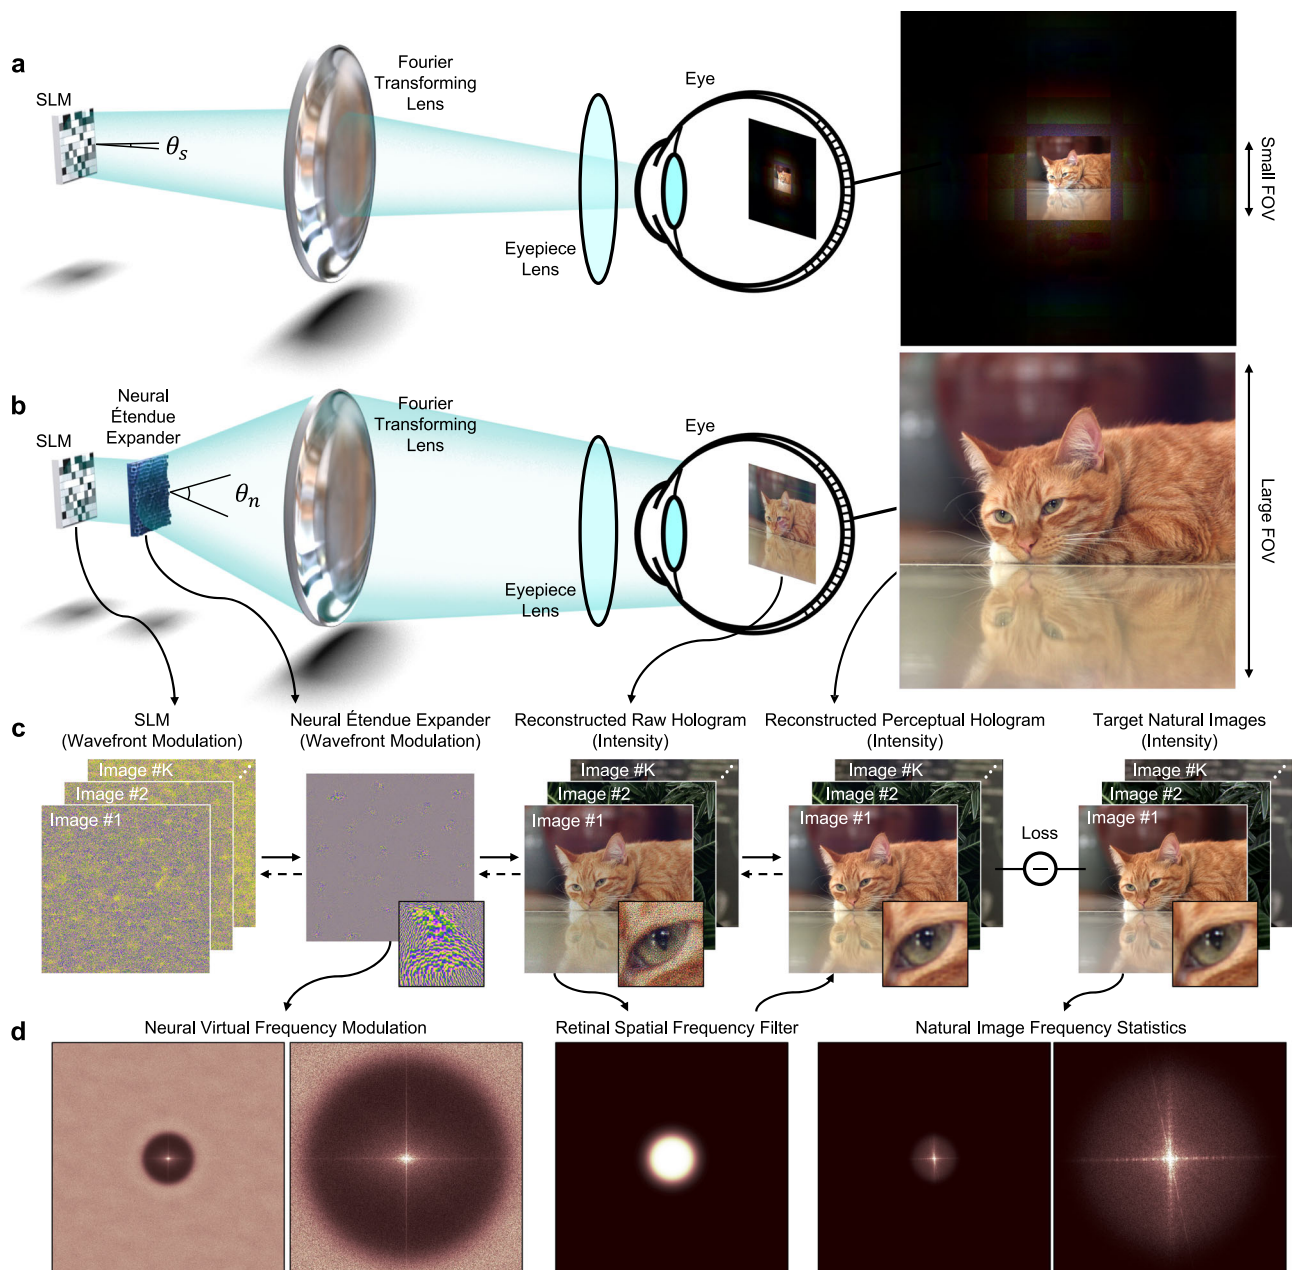 a
SLM
θs
Fourier
Transforming
Lens
Eyepiece
Lens
Eye
Small FOV
b
SLM
Neural
Étendue
Expander
θn
Fourier
Transforming
Lens
Eyepiece
Lens
Eye
Large FOV
c
SLM
(Wavefront Modulation)
Neural Étendue Expander
(Wavefront Modulation)
Reconstructed Raw Hologram
(Intensity)
Reconstructed Perceptual Hologram
(Intensity)
Target Natural Images
(Intensity)
Image #K
Image #2
Image #1
Image #K
Image #2
Image #1
Image #K
Image #2
Image #1
Loss
Image #K
Image #2
Image #1
d
Neural Virtual Frequency Modulation
Retinal Spatial Frequency Filter
Natural Image Frequency Statistics